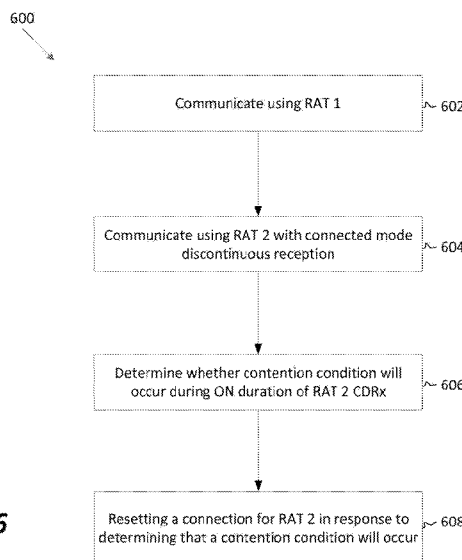 600
Communicate using RAT 1
602
Communicate using RAT 2 with connected mode
discontinuous reception
604
Determine whether contention condition will
occur during ON duration of RAT 2 CDRx
606
Resetting a connection for RAT 2 in response to
determining that a contention condition will occur
608
6